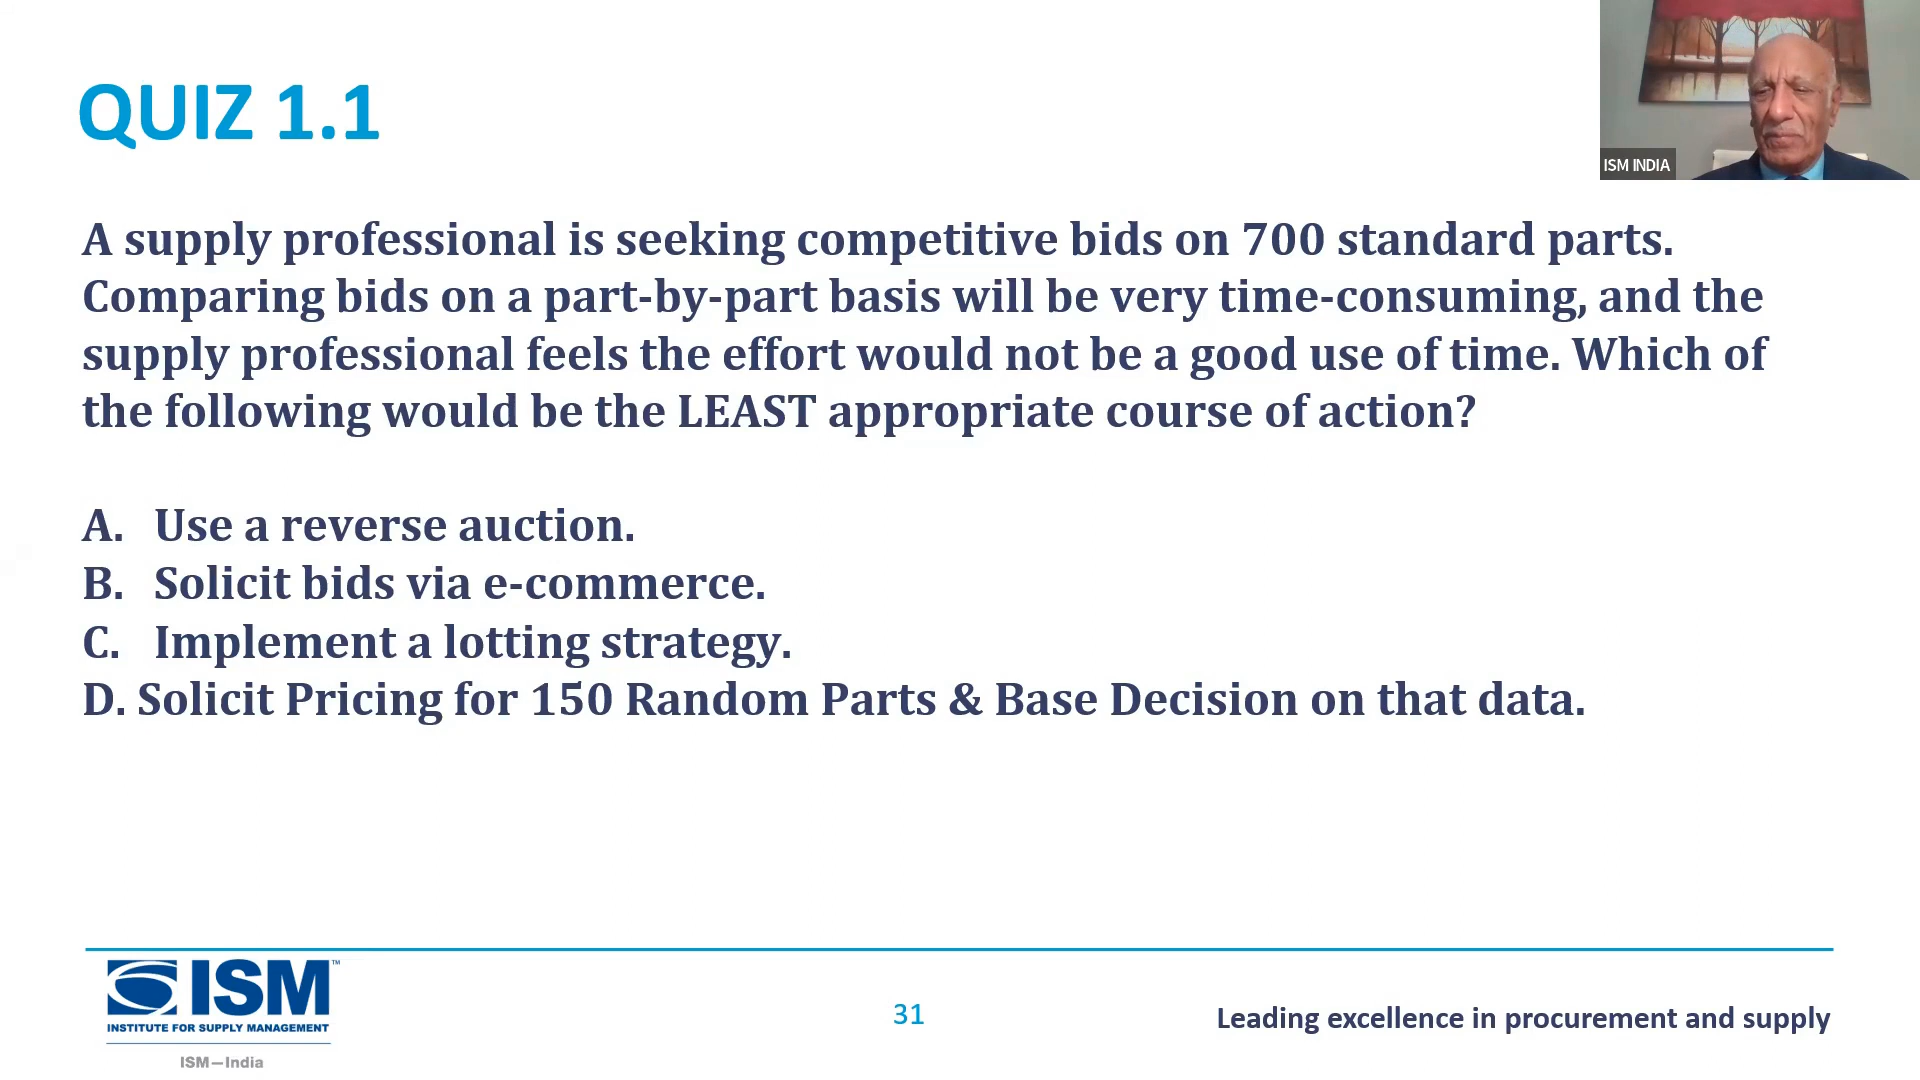 QUIZ 1.1
ISM INDIA
A supply professional is seeking competitive bids on 700 standard parts.
Comparing bids on a part-by-part basis will be very time-consuming, and the
supply professional feels the effort would not be a good use of time. Which of
the following would be the LEAST appropriate course of action?
A. Use a reverse auction.
B. Solicit bids via e-commerce.
C. Implement a lotting strategy.
D. Solicit Pricing for 150 Random Parts & Base Decision on that data.
ISM™
INSTITUTE FOR SUPPLY MANAGEMENT
ISM—India
31
Leading excellence in procurement and supply